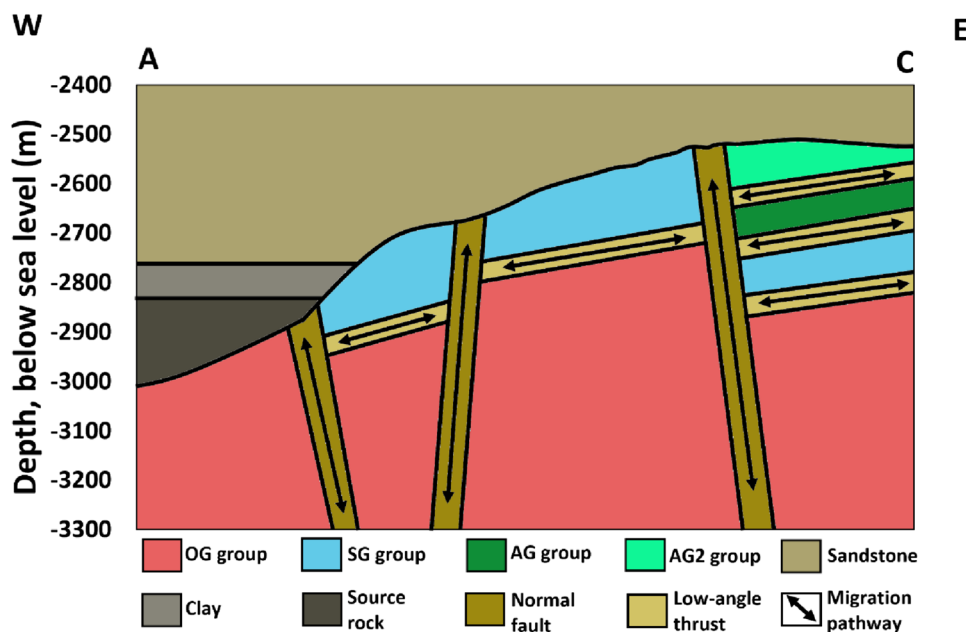 W
E
A
C
Depth, below sea level (m)
-2400
-2500
-2600
-2700
-2800
-2900
-3000
-3100
-3200
-3300
OG group
SG group
AG group
AG2 group
Sandstone
Clay
Source
rock
Normal
fault
Low-angle
thrust
Migration
pathway